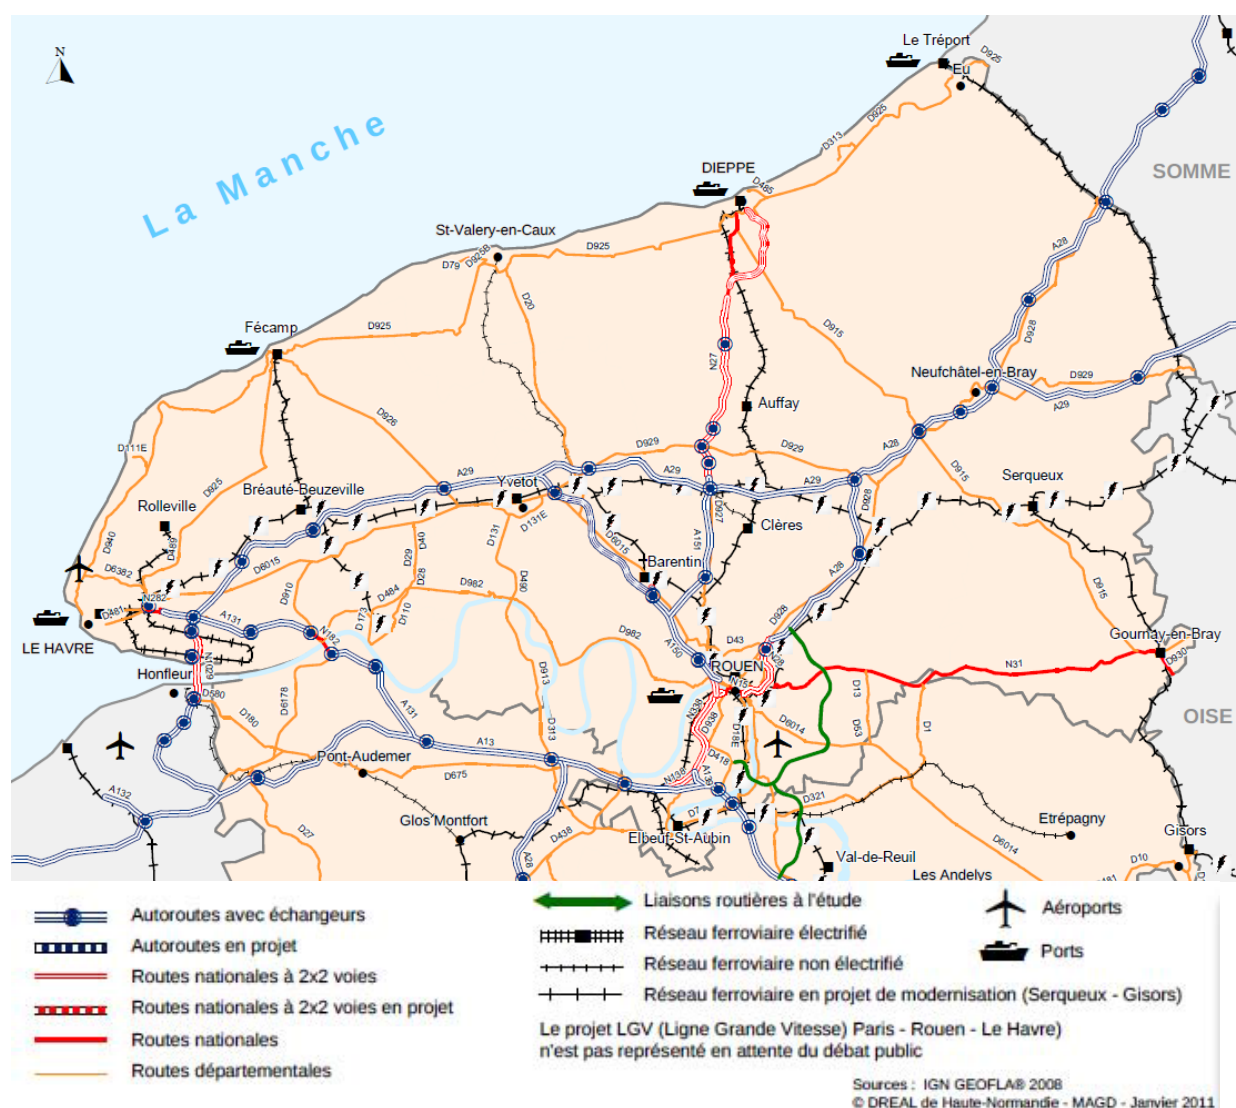 N
Le Tréport
D925
Eu
D925
D313
SOMME
La Manche
DIEPPE
D485
St-Valery-en-Caux
D925B
D79
D925
A28
D20
D928
D925
Fécamp
D915
N27
Neufchâtel-en-Bray
D929
A29
Auffay
D926
D929
D929
A28
D111E
D915
A29
A29
A29
Serqueux
Yvetot
D925
Bréauté-Beuzeville
D928
D927
Rolleville
D131E
Clères
D131
D940
D489
D40
D29
D6015
A151
Barentin
D6382
D6015
A28
D28
D982
D490
D910
D484
D915
N282
D481
A131
D173
D110
D928
LE HAVRE
N182
D982
D43
Gournay-en-Bray
A150
ROUEN
N28
N31
D930
Honfleur
N1029
N15
D580
D913
D13
D6178
N338
D938
D18E
OISE
D180
A131
D6014
D53
D1
A13
D313
Pont-Audemer
D418
D675
N138
A139
A132
D321
D7
Glos Montfort
Etrépagny
D27
D438
Elbeuf-St-Aubin
D6014
Gisors
A28
Val-de-Reuil
D10
Les Andelys
Autoroutes avec échangeurs
Autoroutes en projet
Routes nationales à 2x2 voies
Routes nationales à 2x2 voies en projet
Routes nationales
Routes départementales
Liaisons routières à l'étude
Réseau ferroviaire électrifié
Réseau ferroviaire non électrifié
Réseau ferroviaire en projet de modernisation (Serqueux - Gisors)
Le projet LGV (Ligne Grande Vitesse) Paris - Rouen - Le Havre)
n'est pas représenté en attente du débat public
Aéroports
Ports
Sources : IGN GEOFLA® 2008
© DREAL de Haute-Normandie - MAGD - Janvier 2011